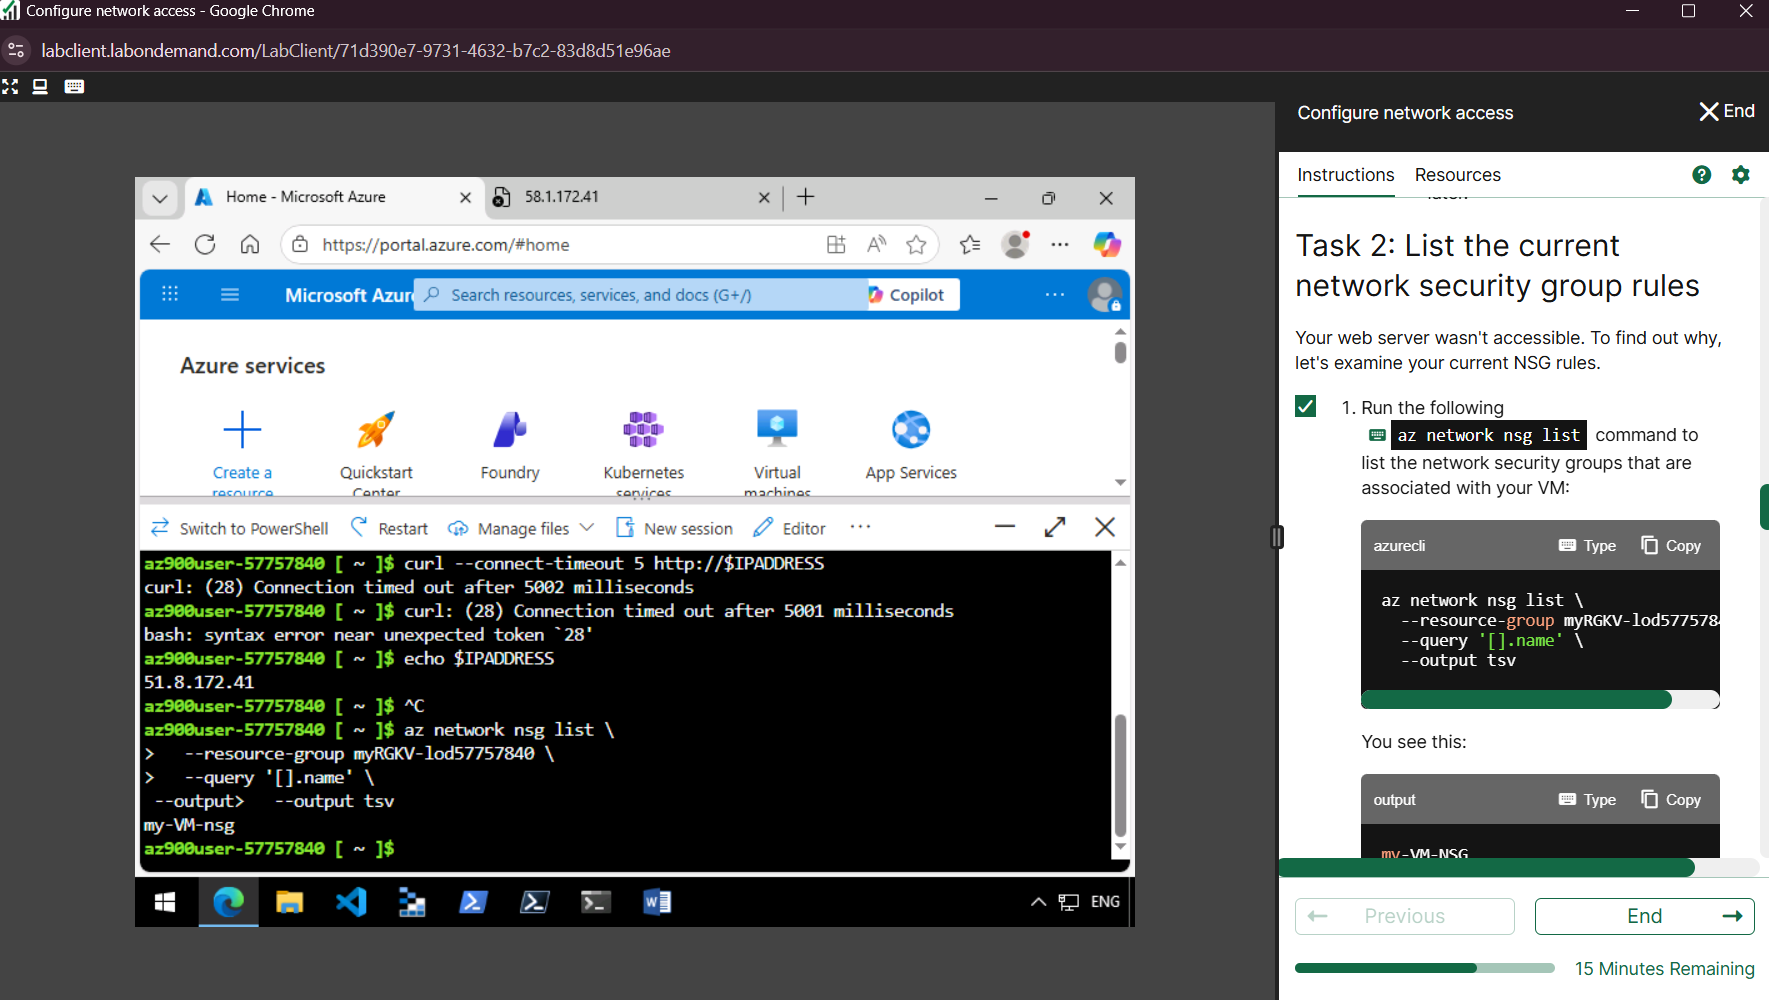 Configure network access - Google Chrome
labclient.labondemand.com/LabClient/71d390e7-9731-4632-b7c2-83d8d51e96ae
Configure network access
End
Home - Microsoft Azure
58.1.172.41
https://portal.azure.com/#home
Microsoft Azur
Search resources, services, and docs (G+/)
Copilot
Azure services
Create a
resource
Quickstart
Center
Foundry
Kubernetes
services
Virtual
machines
App Services
Switch to PowerShell
Restart
Manage files
New session
Editor
az900user-57757840 [ ~ ]$ curl --connect-timeout 5 http://$IPADDRESS
curl: (28) Connection timed out after 5002 milliseconds
az900user-57757840 [ ~ ]$ curl: (28) Connection timed out after 5001 milliseconds
bash: syntax error near unexpected token `28'
az900user-57757840 [ ~ ]$ echo $IPADDRESS
51.8.172.41
az900user-57757840 [ ~ ]$ ^C
az900user-57757840 [ ~ ]$ az network nsg list \
>   --resource-group myRGKV-lod57757840 \
>   --query '[].name' \
 --output>   --output tsv
my-VM-nsg
az900user-57757840 [ ~ ]$
ENG
Instructions
Resources
Task 2: List the current
network security group rules
Your web server wasn't accessible. To find out why,
let's examine your current NSG rules.
1. Run the following
az network nsg list command to
list the network security groups that are
associated with your VM:
azurecli
Type
Copy
az network nsg list \
  --resource-group myRGKV-lod577578
  --query '[].name' \
  --output tsv
You see this:
output
Type
Copy
my-VM-NSG
Previous
End
15 Minutes Remaining